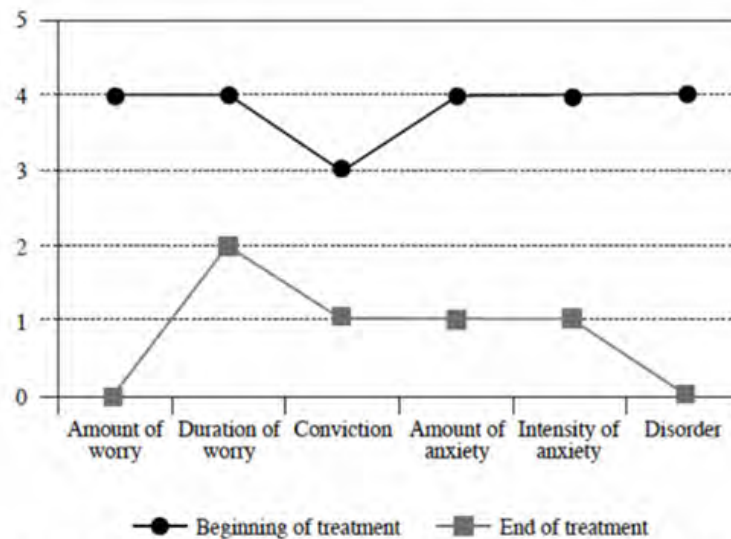 5
4
3
2
1
0
Amount of
worry
Duration of
worry
Conviction
Amount of
anxiety
Intensity of
anxiety
Disorder
Beginning of treatment
End of treatment